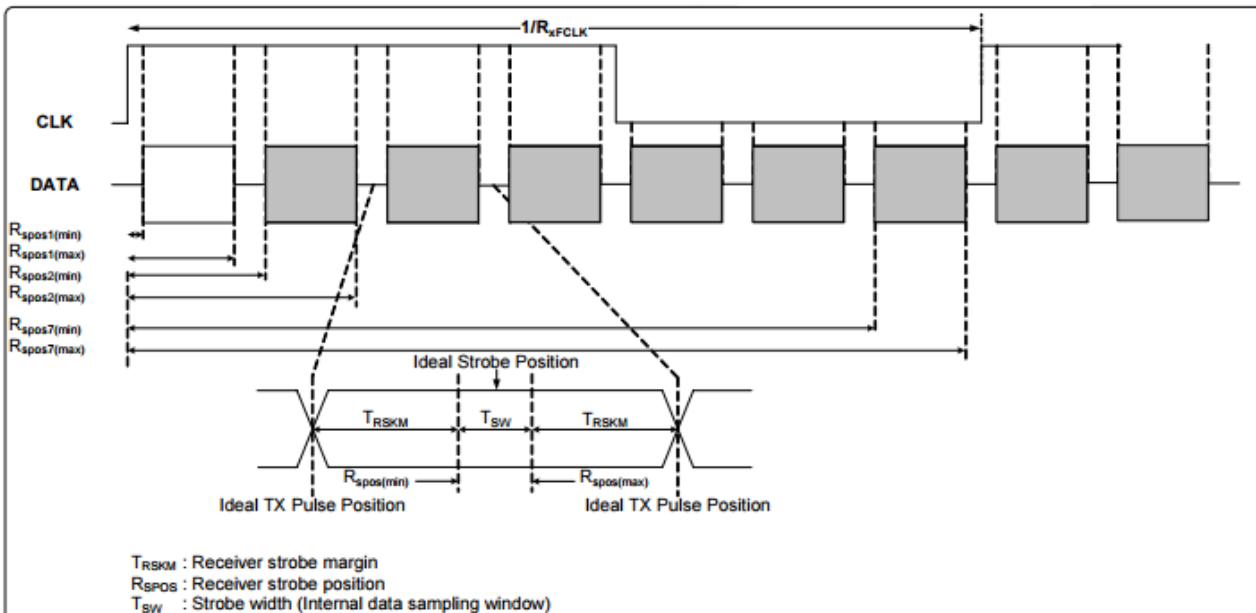 1/RxFCLK
CLK
DATA
Rspos1(min)
Rspos1(max)
Rspos2(min)
Rspos2(max)
Rspos7(min)
Rspos7(max)
Ideal Strobe Position
TRSKM TSW TRSKM
Rspos(min) Rspos(max)
Ideal TX Pulse Position Ideal TX Pulse Position
TRSKM : Receiver strobe margin
RSPOS : Receiver strobe position
TSW : Strobe width (Internal data sampling window)